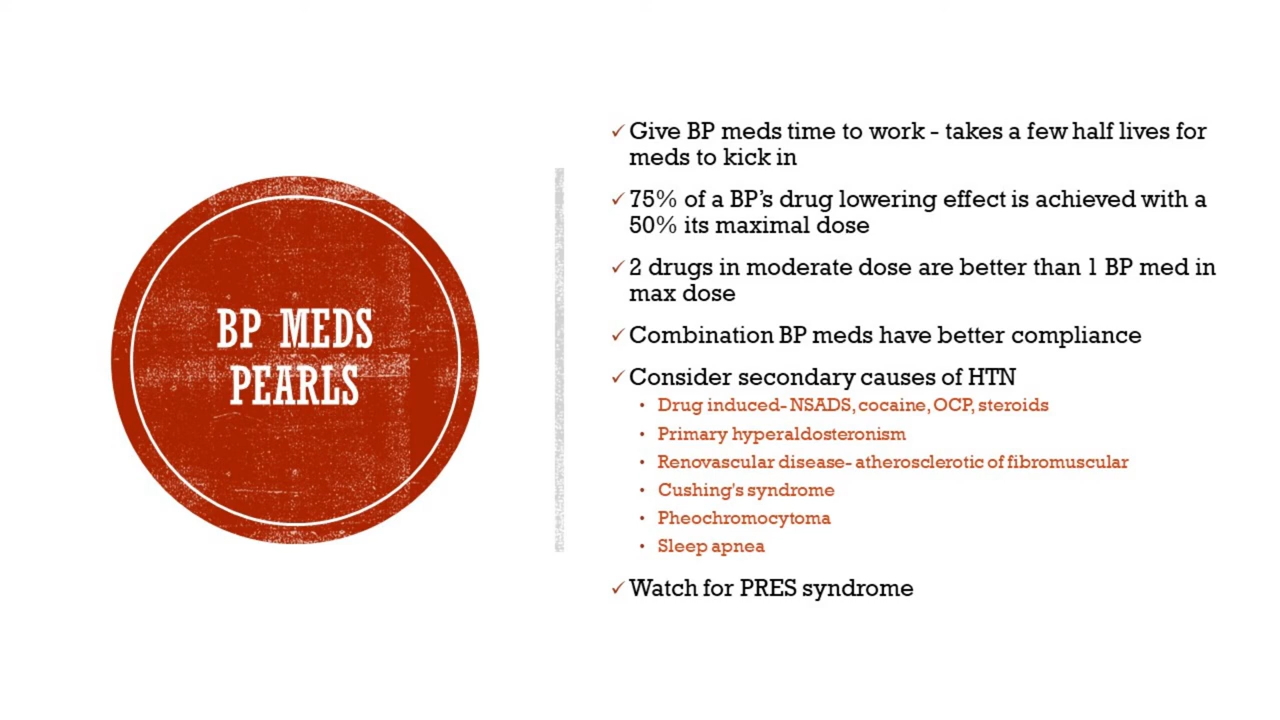 BP MEDS
PEARLS
✓ Give BP meds time to work - takes a few half lives for
meds to kick in
✓ 75% of a BP's drug lowering effect is achieved with a
50% its maximal dose
✓ 2 drugs in moderate dose are better than 1 BP med in
max dose
✓ Combination BP meds have better compliance
✓ Consider secondary causes of HTN
• Drug induced- NSADS, cocaine, OCP, steroids
• Primary hyperaldosteronism
• Renovascular disease- atherosclerotic of fibromuscular
• Cushing's syndrome
• Pheochromocytoma
• Sleep apnea
✓ Watch for PRES syndrome